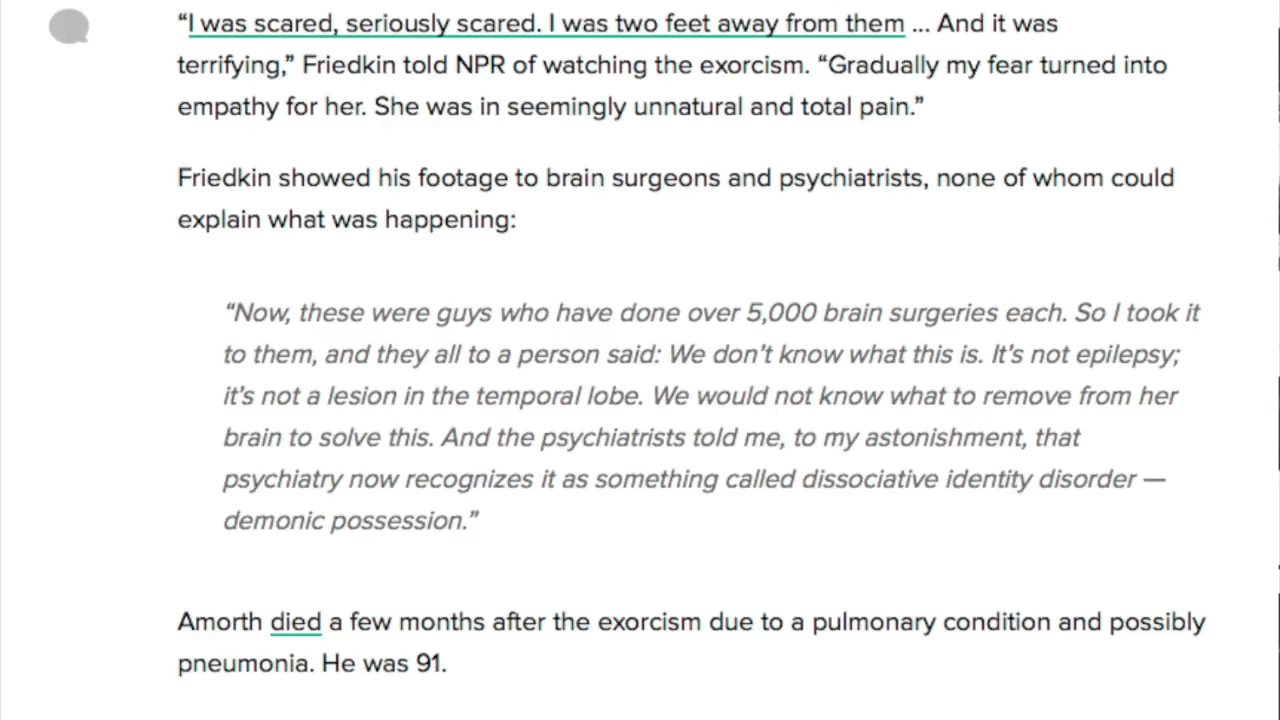 “I was scared, seriously scared. I was two feet away from them ... And it was
terrifying,” Friedkin told NPR of watching the exorcism. “Gradually my fear turned into
empathy for her. She was in seemingly unnatural and total pain.”
Friedkin showed his footage to brain surgeons and psychiatrists, none of whom could
explain what was happening:
“Now, these were guys who have done over 5,000 brain surgeries each. So I took it
to them, and they all to a person said: We don’t know what this is. It’s not epilepsy;
it’s not a lesion in the temporal lobe. We would not know what to remove from her
brain to solve this. And the psychiatrists told me, to my astonishment, that
psychiatry now recognizes it as something called dissociative identity disorder —
demonic possession.”
Amorth died a few months after the exorcism due to a pulmonary condition and possibly
pneumonia. He was 91.